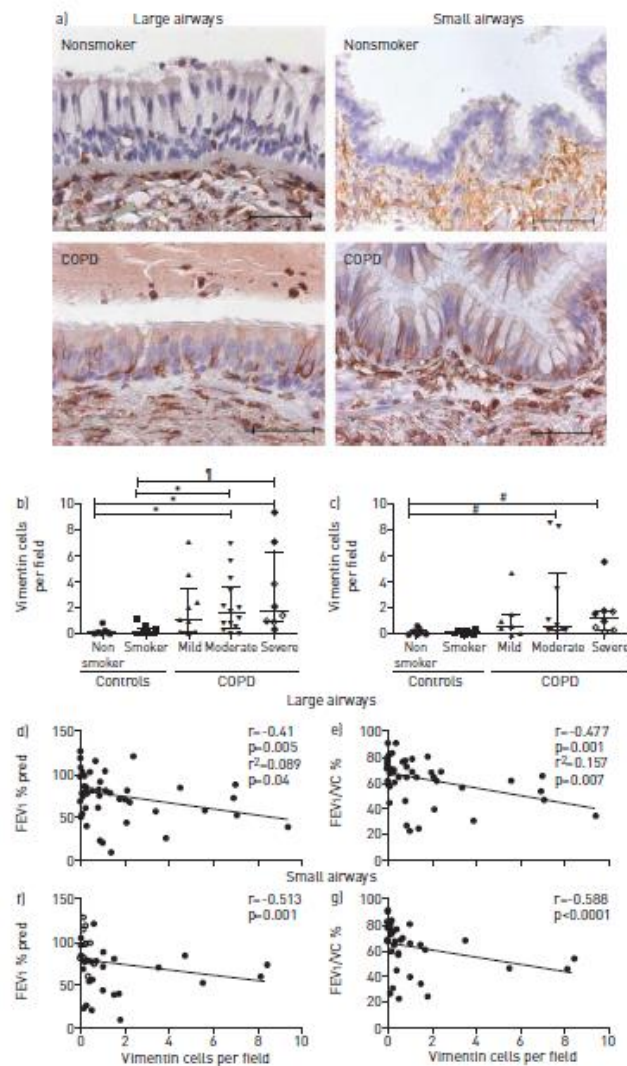 a)
Large airways
Small airways
Nonsmoker
Nonsmoker
COPD
COPD
b)
Vimentin cells
per field
10
8
6
4
2
0
¶
*
*
*
Non
smoker
Smoker
Mild
Moderate
Severe
Controls
COPD
c)
Vimentin cells
per field
10
8
6
4
2
0
#
#
Non
smoker
Smoker
Mild
Moderate
Severe
Controls
COPD
Large airways
d)
FEV1 % pred
150
100
50
0
r=-0.41
p=0.005
r²=0.089
p=0.04
e)
FEV1/VC %
100
80
60
40
20
0
r=-0.477
p=0.001
r²=0.157
p=0.007
Small airways
f)
FEV1 % pred
150
100
50
0
r=-0.513
p=0.001
0
2
4
6
8
10
Vimentin cells per field
g)
FEV1/VC %
100
80
60
40
20
0
r=-0.588
p<0.0001
0
2
4
6
8
10
Vimentin cells per field